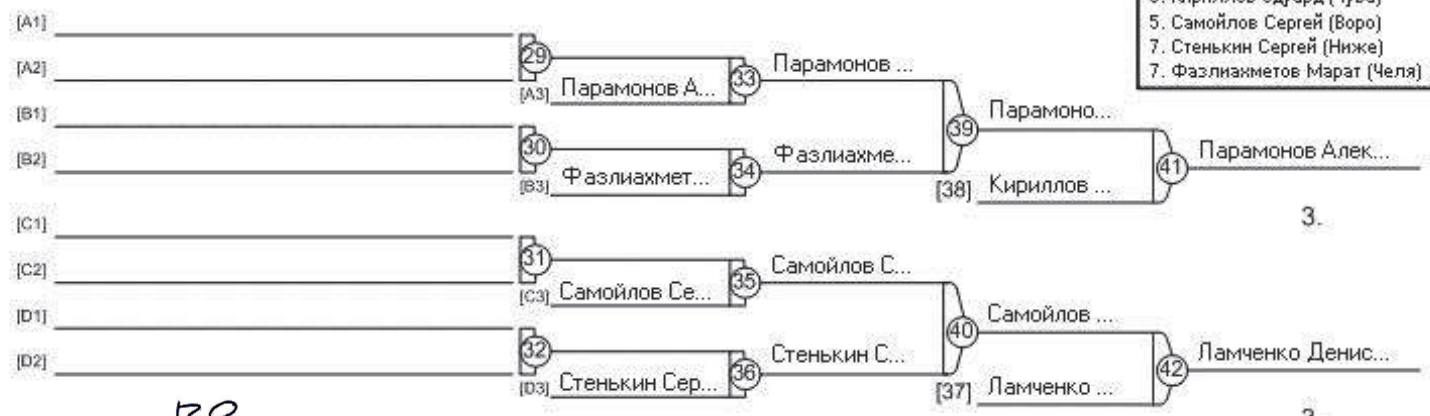 [A1]
[A2]
29
[A3] Парамонов А...
33
Парамонов ...
[B1]
[B2]
30
[B3] Фазлиахмет...
34
Фазлиахме...
39
Парамоно...
[38] Кириллов ...
41
Парамонов Алек...
3.
[C1]
[C2]
31
[C3] Самойлов Се...
35
Самойлов С...
[D1]
[D2]
32
[D3] Стенькин Сер...
36
Стенькин С...
40
Самойлов ...
[37] Ламченко ...
42
Ламченко Денис...
5. Самойлов Сергей (Воро)
7. Стенькин Сергей (Ниже)
7. Фазлиахметов Марат (Челя)